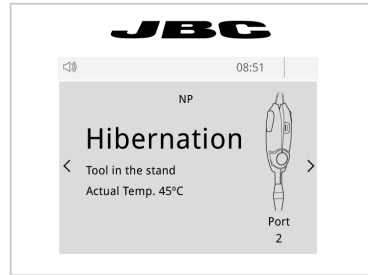 JBC
08:51
NP
Hibernation
Tool in the stand
Actual Temp. 45ºC
Port
2